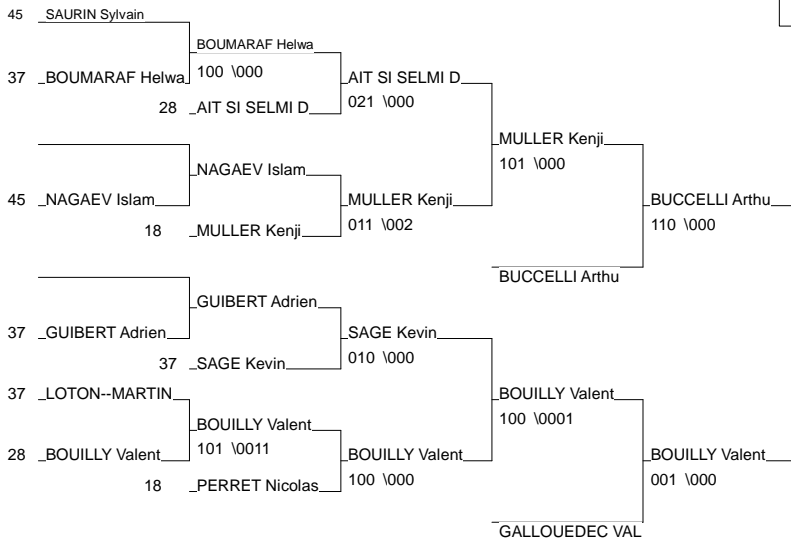 45 SAURIN Sylvain
BOUMARAF Helwa
37 BOUMARAF Helwa 100 \000 AIT SI SELMI D
28 AIT SI SELMI D 021 \000
MULLER Kenji
101 \000
NAGAEV Islam
45 NAGAEV Islam MULLER Kenji BUCCELLI Arthu
18 MULLER Kenji 011 \002 110 \000
BUCCELLI Arthu
GUIBERT Adrien
37 GUIBERT Adrien SAGE Kevin
37 SAGE Kevin 010 \000
37 LOTON--MARTIN BOUILLY Valent
100 \0001
BOUILLY Valent
101 \0011
28 BOUILLY Valent BOUILLY Valent BOUILLY Valent
18 PERRET Nicolas 100 \000 001 \000
GALLOUEDEC VAL